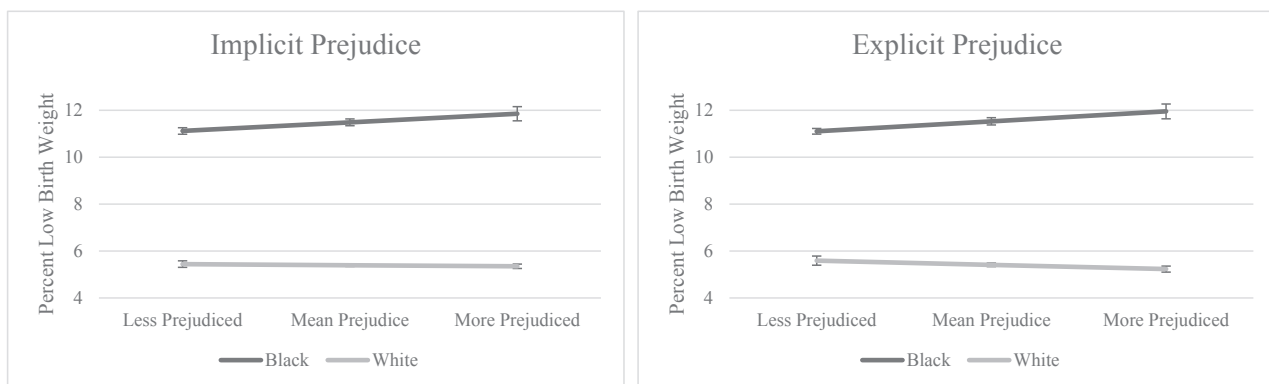 Implicit Prejudice
Percent Low Birth Weight
12
10
8
6
4
Less Prejudiced Mean Prejudice More Prejudiced
Black White
Explicit Prejudice
Percent Low Birth Weight
12
10
8
6
4
Less Prejudiced Mean Prejudice More Prejudiced
Black White